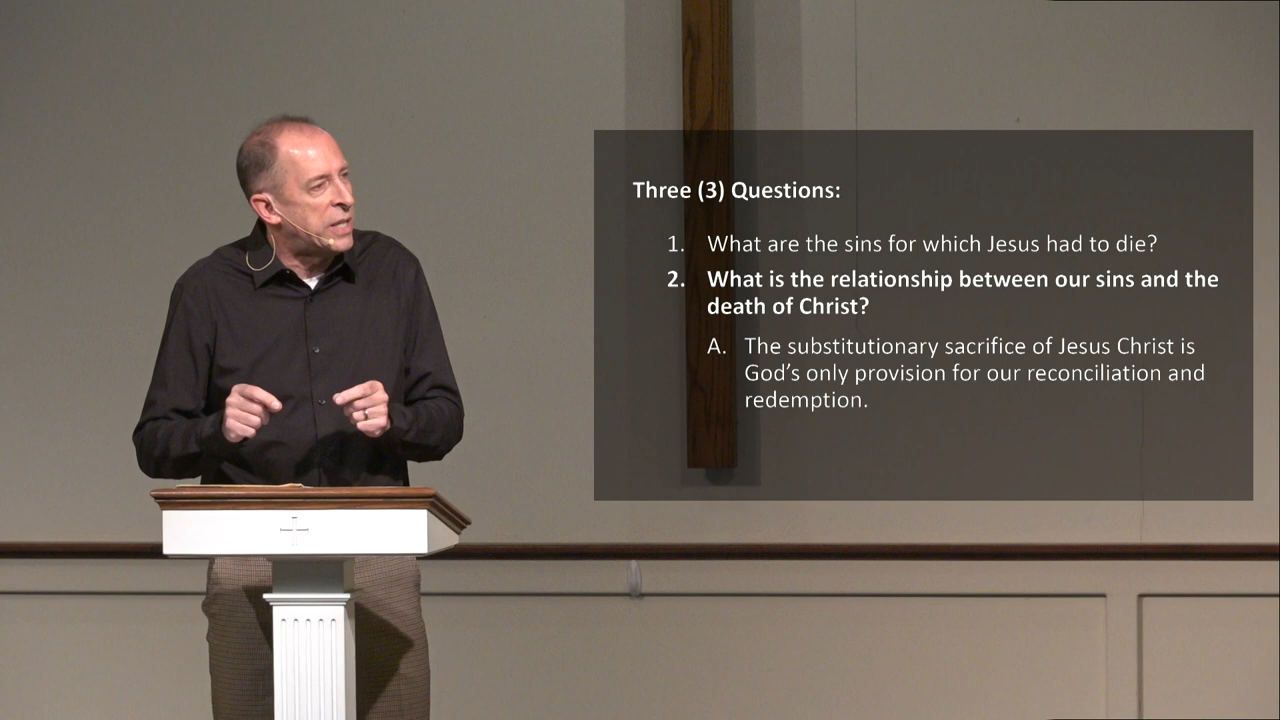 Three (3) Questions:
1. What are the sins for which Jesus had to die?
2. What is the relationship between our sins and the
death of Christ?
A. The substitutionary sacrifice of Jesus Christ is
God’s only provision for our reconciliation and
redemption.